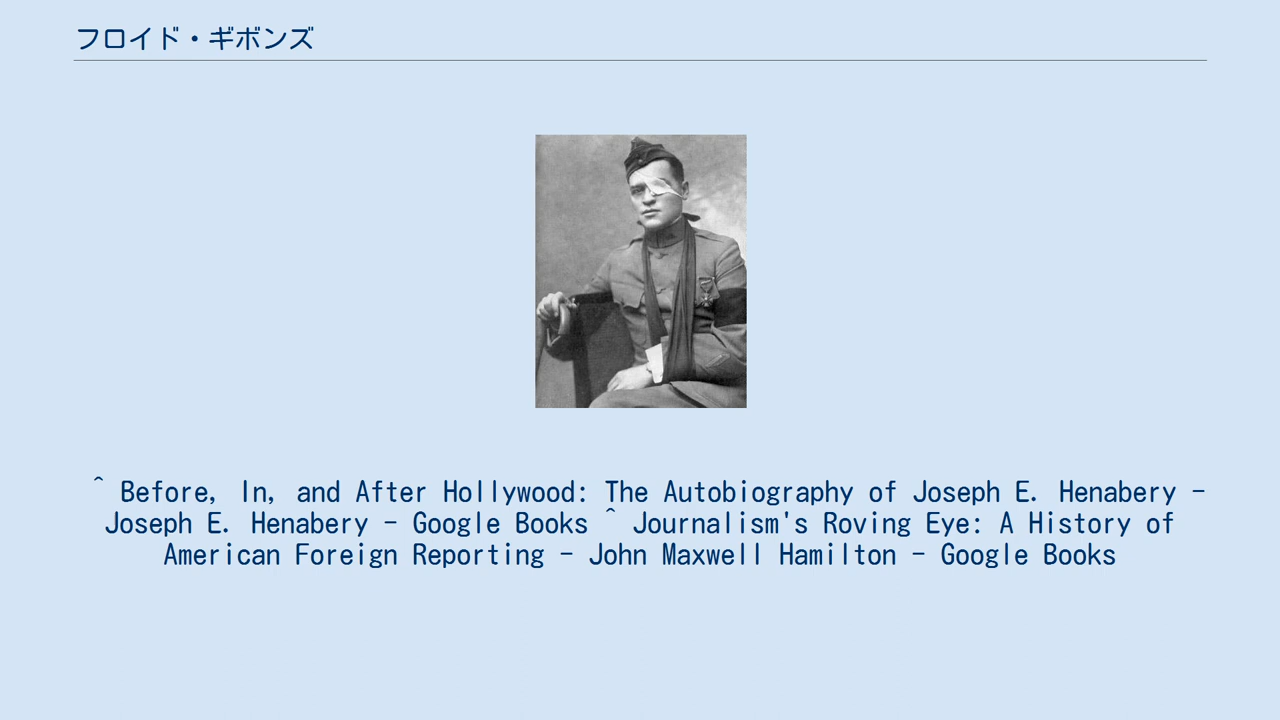 フロイド・ギボンズ
^ Before, In, and After Hollywood: The Autobiography of Joseph E. Henabery -
Joseph E. Henabery - Google Books ^ Journalism's Roving Eye: A History of
American Foreign Reporting - John Maxwell Hamilton - Google Books